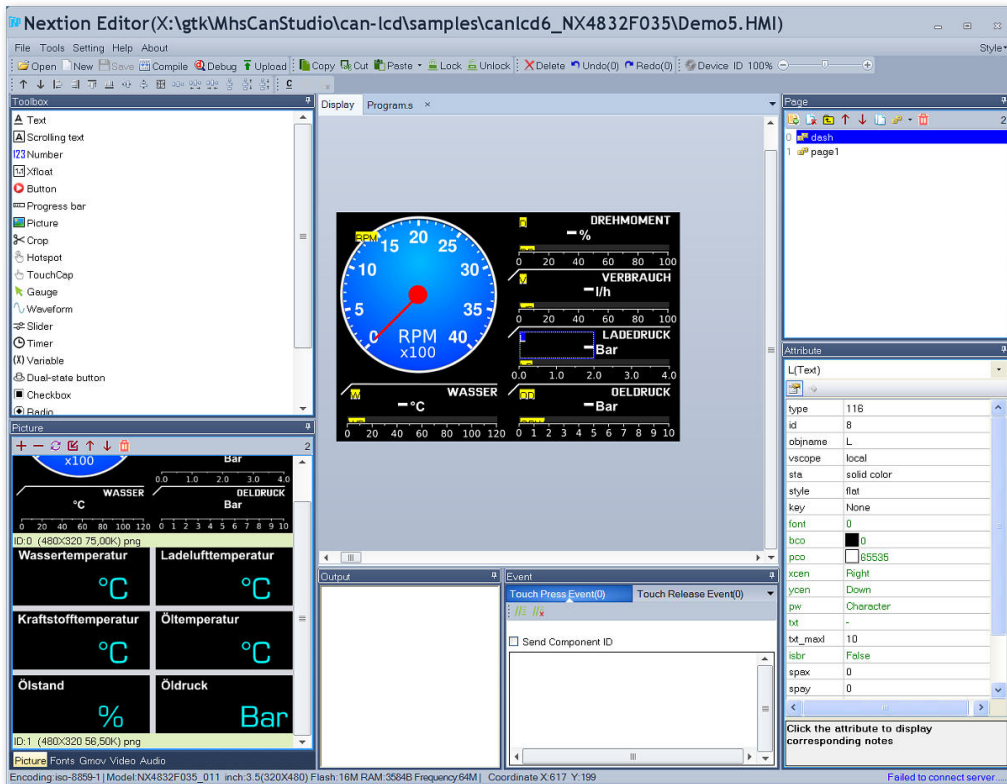 Nextion Editor(X:\gtk\MhsCanStudio\can-lcd\samples\canlcd6_NX4832F035\Demo5.HMI)
File Tools Setting Help About Style
Open New Save Compile Debug Upload Copy Cut Paste Lock Unlock Delete Undo(0) Redo(0) Device ID 100%
Toolbox
A Text
A Scrolling text
123 Number
1.1 Xfloat
Button
Progress bar
Picture
Crop
Hotspot
TouchCap
Gauge
Waveform
Slider
Timer
(X) Variable
Dual-state button
Checkbox
Radio
Picture
2
x100
Bar
0.0 1.0 2.0 3.0 4.0
WASSER OELDRUCK
°C Bar
0 20 40 60 80 100 120 0 1 2 3 4 5 6 7 8 9 10
ID:0 (480X320 75,00K) png
Wassertemperatur Ladelufttemperatur
°C °C
Kraftstofftemperatur Öltemperatur
°C °C
Ölstand Öldruck
% Bar
ID:1 (480X320 56,50K) png
Picture Fonts Gmov Video Audio
Display Program.s ×
RPM
0 5 10 15 20 25 30 35 40
RPM
x100
D DREHMOMENT
-%
0 20 40 60 80 100
V VERBRAUCH
-l/h
0 20 40 60 80 100
L LADEDRUCK
-Bar
0.0 1.0 2.0 3.0 4.0
W WASSER
-°C
0 20 40 60 80 100 120
OD OELDRUCK
-Bar
0 1 2 3 4 5 6 7 8 9 10
Output
Event
Touch Press Event(0) Touch Release Event(0)
Send Component ID
Page
2
0 dash
1 page1
Attribute
L(Text)
type 116
id 8
objname L
vscope local
sta solid color
style flat
key None
font 0
bco 0
pco 65535
xcen Right
ycen Down
pw Character
txt -
txt_maxl 10
isbr False
spax 0
spay 0
Click the attribute to display
corresponding notes
Encoding:iso-8859-1 | Model:NX4832F035_011 inch:3.5(320X480) Flash:16M RAM:3584B Frequency:64M | Coordinate X:617 Y:199 Failed to connect server....